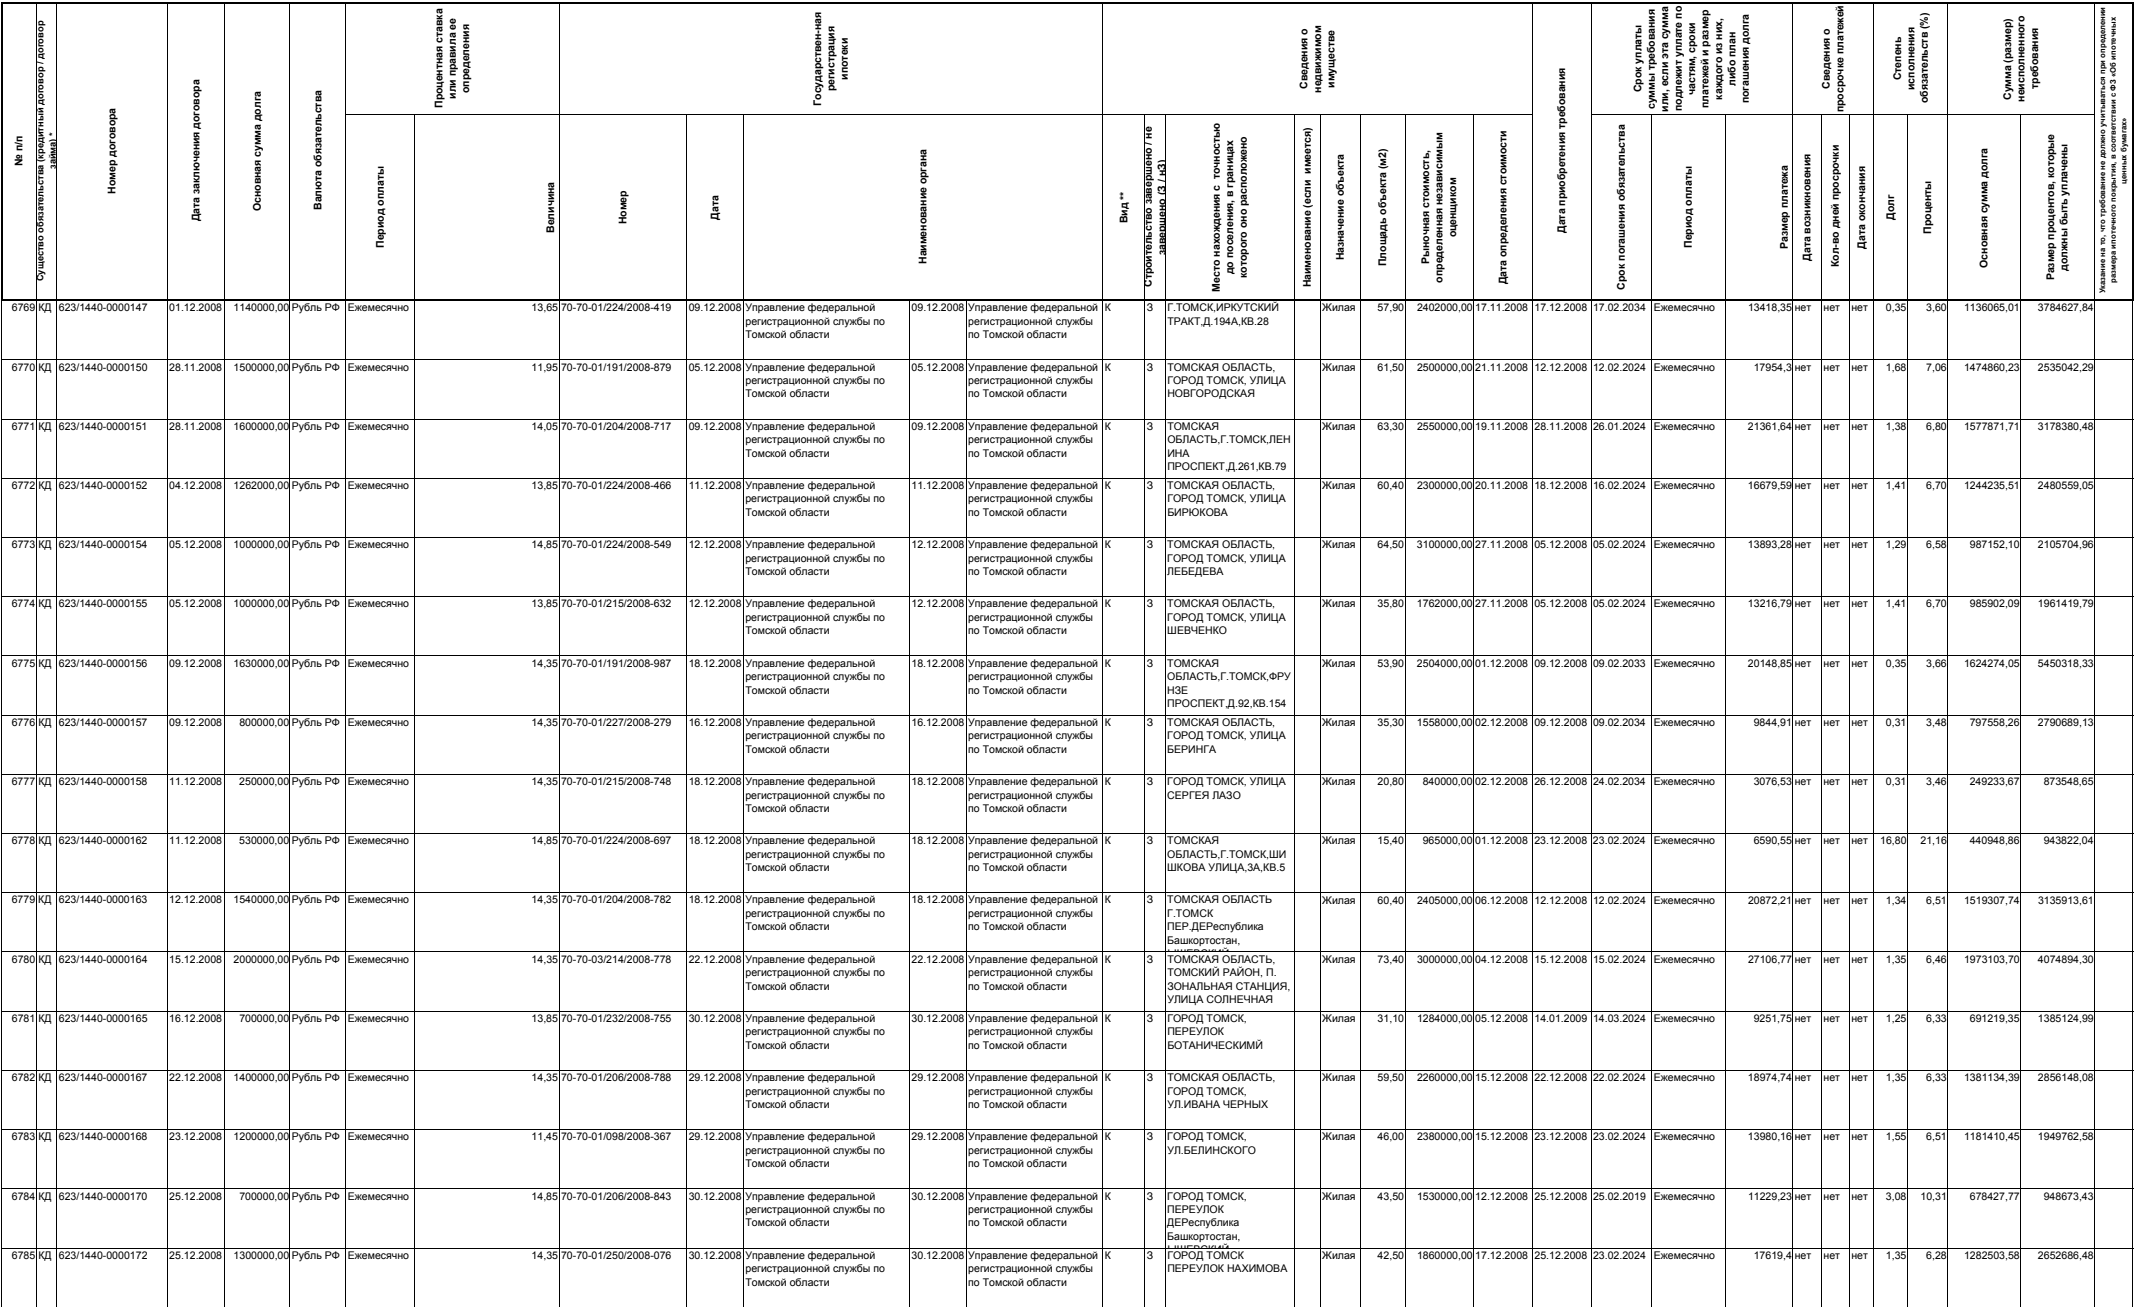 № п/п
Существо обязательства (кредитный договор / договор займа) *
Номер договора
Дата заключения договора
Основная сумма долга
Валюта обязательства
Процентная ставка или правила ее определения
Период оплаты
Величина
Государствен-ная регистрация ипотеки
Номер
Дата
Наименование органа
Сведения о недвижимом имуществе
Вид **
Строительство завершено / не завершено (З / нЗ)
Место нахождения с точностью до поселения, в границах которого оно расположено
Наименование (если имеется)
Назначение объекта
Площадь объекта (м2)
Рыночная стоимость, определенная независимым оценщиком
Дата определения стоимости
Дата приобретения требования
Срок уплаты суммы требования или, если эта сумма подлежит уплате по частям, сроки платежей и размер каждого из них, либо план погашения долга
Срок погашения обязательства
Период оплаты
Размер платежа
Сведения о просрочке платежей
Дата возникновения
Кол-во дней просрочки
Дата окончания
Степень исполнения обязательств (%)
Долг
Проценты
Сумма (размер) неисполненного требования
Основная сумма долга
Размер процентов, которые должны быть уплачены
Указание на то, что требование не должно учитываться при определении размера ипотечного покрытия, в соответствии с ФЗ «Об ипотечных ценных бумагах»
6769 КД 623/1440-0000147 01.12.2008 1140000,00 Рубль РФ Ежемесячно 13,65 70-70-01/224/2008-419 09.12.2008 Управление федеральной регистрационной службы по Томской области 09.12.2008 Управление федеральной регистрационной службы по Томской области К З Г.ТОМСК,ИРКУТСКИЙ ТРАКТ,Д.194А,КВ.28 Жилая 57,90 2402000,00 17.11.2008 17.12.2008 17.02.2034 Ежемесячно 13418,35 нет нет нет 0,35 3,60 1136065,01 3784627,84
6770 КД 623/1440-0000150 28.11.2008 1500000,00 Рубль РФ Ежемесячно 11,95 70-70-01/191/2008-879 05.12.2008 Управление федеральной регистрационной службы по Томской области 05.12.2008 Управление федеральной регистрационной службы по Томской области К З ТОМСКАЯ ОБЛАСТЬ, ГОРОД ТОМСК, УЛИЦА НОВГОРОДСКАЯ Жилая 61,50 2500000,00 21.11.2008 12.12.2008 12.02.2024 Ежемесячно 17954,3 нет нет нет 1,68 7,06 1474860,23 2535042,29
6771 КД 623/1440-0000151 28.11.2008 1600000,00 Рубль РФ Ежемесячно 14,05 70-70-01/204/2008-717 09.12.2008 Управление федеральной регистрационной службы по Томской области 09.12.2008 Управление федеральной регистрационной службы по Томской области К З ТОМСКАЯ ОБЛАСТЬ,Г.ТОМСК,ЛЕНИНА ПРОСПЕКТ,Д.261,КВ.79 Жилая 63,30 2550000,00 19.11.2008 28.11.2008 26.01.2024 Ежемесячно 21361,64 нет нет нет 1,38 6,80 1577871,71 3178380,48
6772 КД 623/1440-0000152 04.12.2008 1262000,00 Рубль РФ Ежемесячно 13,85 70-70-01/224/2008-466 11.12.2008 Управление федеральной регистрационной службы по Томской области 11.12.2008 Управление федеральной регистрационной службы по Томской области К З ТОМСКАЯ ОБЛАСТЬ, ГОРОД ТОМСК, УЛИЦА БИРЮКОВА Жилая 60,40 2300000,00 20.11.2008 18.12.2008 16.02.2024 Ежемесячно 16679,59 нет нет нет 1,41 6,70 1244235,51 2480559,05
6773 КД 623/1440-0000154 05.12.2008 1000000,00 Рубль РФ Ежемесячно 14,85 70-70-01/224/2008-549 12.12.2008 Управление федеральной регистрационной службы по Томской области 12.12.2008 Управление федеральной регистрационной службы по Томской области К З ТОМСКАЯ ОБЛАСТЬ, ГОРОД ТОМСК, УЛИЦА ЛЕБЕДЕВА Жилая 64,50 3100000,00 27.11.2008 05.12.2008 05.02.2024 Ежемесячно 13893,28 нет нет нет 1,29 6,58 987152,10 2105704,96
6774 КД 623/1440-0000155 05.12.2008 1000000,00 Рубль РФ Ежемесячно 13,85 70-70-01/215/2008-632 12.12.2008 Управление федеральной регистрационной службы по Томской области 12.12.2008 Управление федеральной регистрационной службы по Томской области К З ТОМСКАЯ ОБЛАСТЬ, ГОРОД ТОМСК, УЛИЦА ШЕВЧЕНКО Жилая 35,80 1762000,00 27.11.2008 05.12.2008 05.02.2024 Ежемесячно 13216,79 нет нет нет 1,41 6,70 985902,09 1961419,79
6775 КД 623/1440-0000156 09.12.2008 1630000,00 Рубль РФ Ежемесячно 14,35 70-70-01/191/2008-987 18.12.2008 Управление федеральной регистрационной службы по Томской области 18.12.2008 Управление федеральной регистрационной службы по Томской области К З ТОМСКАЯ ОБЛАСТЬ,Г.ТОМСК,ФРУНЗЕ ПРОСПЕКТ,Д.92,КВ.154 Жилая 53,90 2504000,00 01.12.2008 09.12.2008 09.02.2033 Ежемесячно 20148,85 нет нет нет 0,35 3,66 1624274,05 5450318,33
6776 КД 623/1440-0000157 09.12.2008 800000,00 Рубль РФ Ежемесячно 14,35 70-70-01/227/2008-279 16.12.2008 Управление федеральной регистрационной службы по Томской области 16.12.2008 Управление федеральной регистрационной службы по Томской области К З ТОМСКАЯ ОБЛАСТЬ, ГОРОД ТОМСК, УЛИЦА БЕРИНГА Жилая 35,30 1558000,00 02.12.2008 09.12.2008 09.02.2034 Ежемесячно 9844,91 нет нет нет 0,31 3,48 797558,26 2790689,13
6777 КД 623/1440-0000158 11.12.2008 250000,00 Рубль РФ Ежемесячно 14,35 70-70-01/215/2008-748 18.12.2008 Управление федеральной регистрационной службы по Томской области 18.12.2008 Управление федеральной регистрационной службы по Томской области К З ГОРОД ТОМСК, УЛИЦА СЕРГЕЯ ЛАЗО Жилая 20,80 840000,00 02.12.2008 26.12.2008 24.02.2034 Ежемесячно 3076,53 нет нет нет 0,31 3,46 249233,67 873548,65
6778 КД 623/1440-0000162 11.12.2008 530000,00 Рубль РФ Ежемесячно 14,85 70-70-01/224/2008-697 18.12.2008 Управление федеральной регистрационной службы по Томской области 18.12.2008 Управление федеральной регистрационной службы по Томской области К З ТОМСКАЯ ОБЛАСТЬ,Г.ТОМСК,ШИШКОВА УЛИЦА,3А,КВ.5 Жилая 15,40 965000,00 01.12.2008 23.12.2008 23.02.2024 Ежемесячно 6590,55 нет нет нет 16,80 21,16 440948,86 943822,04
6779 КД 623/1440-0000163 12.12.2008 1540000,00 Рубль РФ Ежемесячно 14,35 70-70-01/204/2008-782 18.12.2008 Управление федеральной регистрационной службы по Томской области 18.12.2008 Управление федеральной регистрационной службы по Томской области К З ТОМСКАЯ ОБЛАСТЬ Г.ТОМСК ПЕР.ДЕРеспублика Башкортостан, Жилая 60,40 2405000,00 06.12.2008 12.12.2008 12.02.2024 Ежемесячно 20872,21 нет нет нет 1,34 6,51 1519307,74 3135913,61
6780 КД 623/1440-0000164 15.12.2008 2000000,00 Рубль РФ Ежемесячно 14,35 70-70-03/214/2008-778 22.12.2008 Управление федеральной регистрационной службы по Томской области 22.12.2008 Управление федеральной регистрационной службы по Томской области К З ТОМСКАЯ ОБЛАСТЬ, ТОМСКИЙ РАЙОН, П. ЗОНАЛЬНАЯ СТАНЦИЯ, УЛИЦА СОЛНЕЧНАЯ Жилая 73,40 3000000,00 04.12.2008 15.12.2008 15.02.2024 Ежемесячно 27106,77 нет нет нет 1,35 6,46 1973103,70 4074894,30
6781 КД 623/1440-0000165 16.12.2008 700000,00 Рубль РФ Ежемесячно 13,85 70-70-01/232/2008-755 30.12.2008 Управление федеральной регистрационной службы по Томской области 30.12.2008 Управление федеральной регистрационной службы по Томской области К З ГОРОД ТОМСК, ПЕРЕУЛОК БОТАНИЧЕСКИМЙ Жилая 31,10 1284000,00 05.12.2008 14.01.2009 14.03.2024 Ежемесячно 9251,75 нет нет нет 1,25 6,33 691219,35 1385124,99
6782 КД 623/1440-0000167 22.12.2008 1400000,00 Рубль РФ Ежемесячно 14,35 70-70-01/206/2008-788 29.12.2008 Управление федеральной регистрационной службы по Томской области 29.12.2008 Управление федеральной регистрационной службы по Томской области К З ТОМСКАЯ ОБЛАСТЬ, ГОРОД ТОМСК, УЛ.ИВАНА ЧЕРНЫХ Жилая 59,50 2260000,00 15.12.2008 22.12.2008 22.02.2024 Ежемесячно 18974,74 нет нет нет 1,35 6,33 1381134,39 2856148,08
6783 КД 623/1440-0000168 23.12.2008 1200000,00 Рубль РФ Ежемесячно 11,45 70-70-01/098/2008-367 29.12.2008 Управление федеральной регистрационной службы по Томской области 29.12.2008 Управление федеральной регистрационной службы по Томской области К З ГОРОД ТОМСК, УЛ.БЕЛИНСКОГО Жилая 46,00 2380000,00 15.12.2008 23.12.2008 23.02.2024 Ежемесячно 13980,16 нет нет нет 1,55 6,51 1181410,45 1949762,58
6784 КД 623/1440-0000170 25.12.2008 700000,00 Рубль РФ Ежемесячно 14,85 70-70-01/206/2008-843 30.12.2008 Управление федеральной регистрационной службы по Томской области 30.12.2008 Управление федеральной регистрационной службы по Томской области К З ГОРОД ТОМСК, ПЕРЕУЛОК ДЕРеспублика Башкортостан, Жилая 43,50 1530000,00 12.12.2008 25.12.2008 25.02.2019 Ежемесячно 11229,23 нет нет нет 3,08 10,31 678427,77 948673,43
6785 КД 623/1440-0000172 25.12.2008 1300000,00 Рубль РФ Ежемесячно 14,35 70-70-01/250/2008-076 30.12.2008 Управление федеральной регистрационной службы по Томской области 30.12.2008 Управление федеральной регистрационной службы по Томской области К З ГОРОД ТОМСК ПЕРЕУЛОК НАХИМОВА Жилая 42,50 1860000,00 17.12.2008 25.12.2008 23.02.2024 Ежемесячно 17619,4 нет нет нет 1,35 6,28 1282503,58 2652686,48